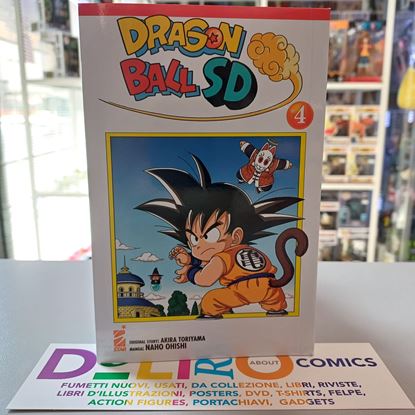 DRAGON
BALL SD
4
ORIGINAL STORY: AKIRA TORIYAMA
MANGA: NAHO OHISHI
STAR
DELIRIO ABOUT COMICS
FUMETTI NUOVI, USATI, DA COLLEZIONE, LIBRI, RIVISTE,
LIBRI D'ILLUSTRAZIONI, POSTERS, DVD, T-SHIRTS, FELPE,
ACTION FIGURES, PORTACHIAVI, GADGETS